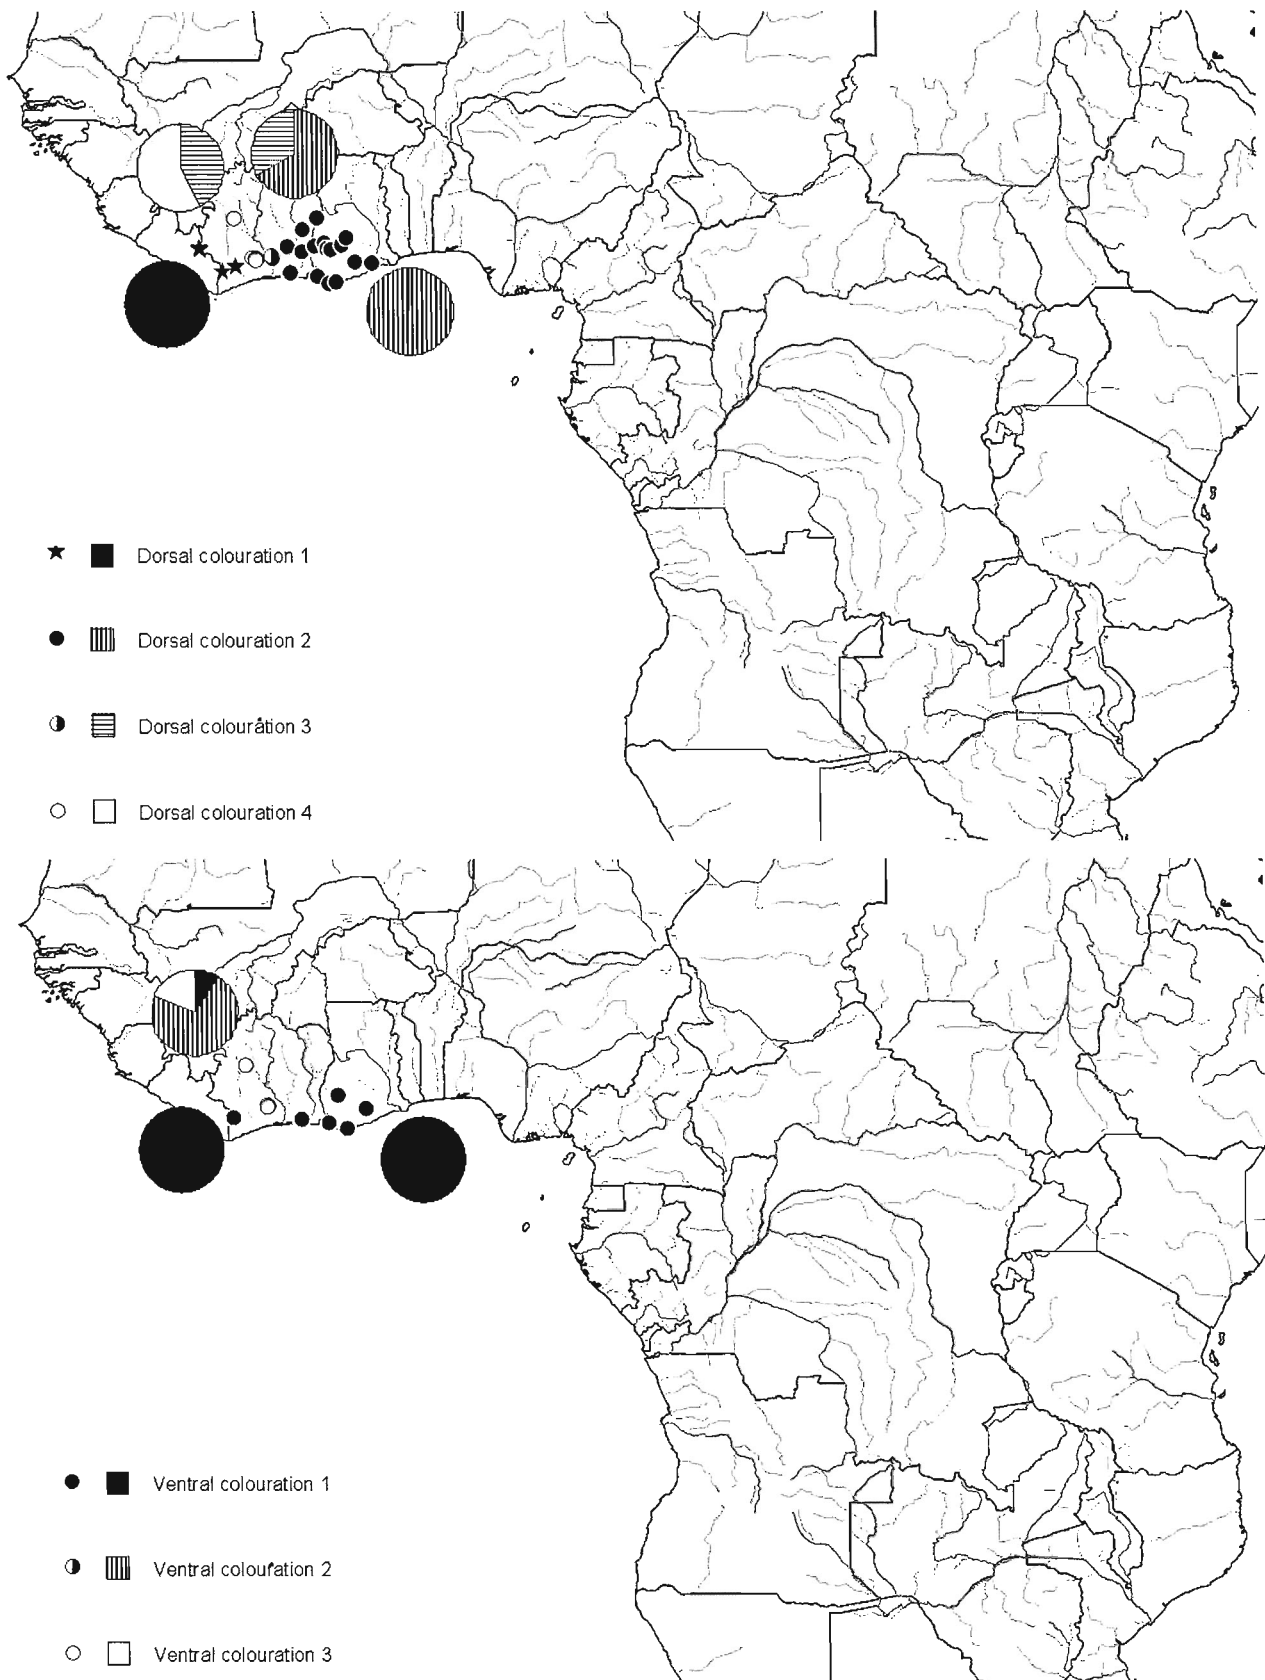 Dorsal colouration 1
Dorsal colouration 2
Dorsal colouration 3
Dorsal colouration 4
Ventral colouration 1
Ventral colouration 2
Ventral colouration 3